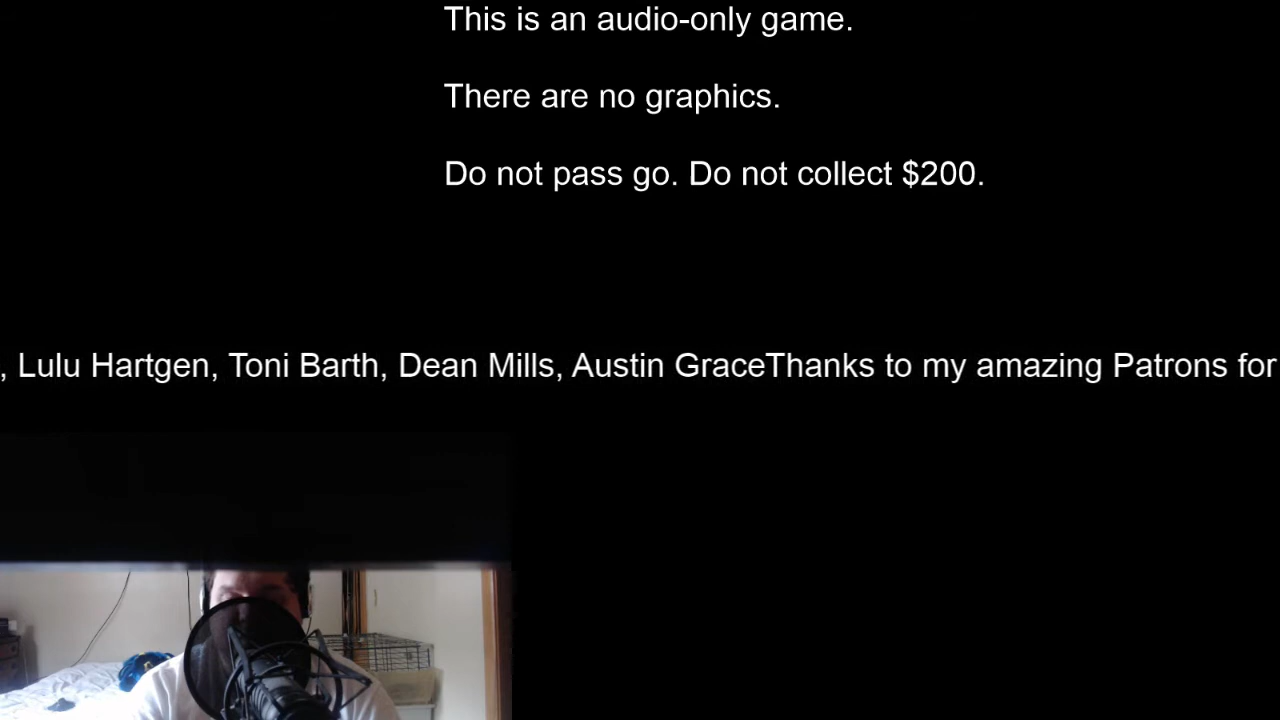 This is an audio-only game.
There are no graphics.
Do not pass go. Do not collect $200.
, Lulu Hartgen, Toni Barth, Dean Mills, Austin GraceThanks to my amazing Patrons for